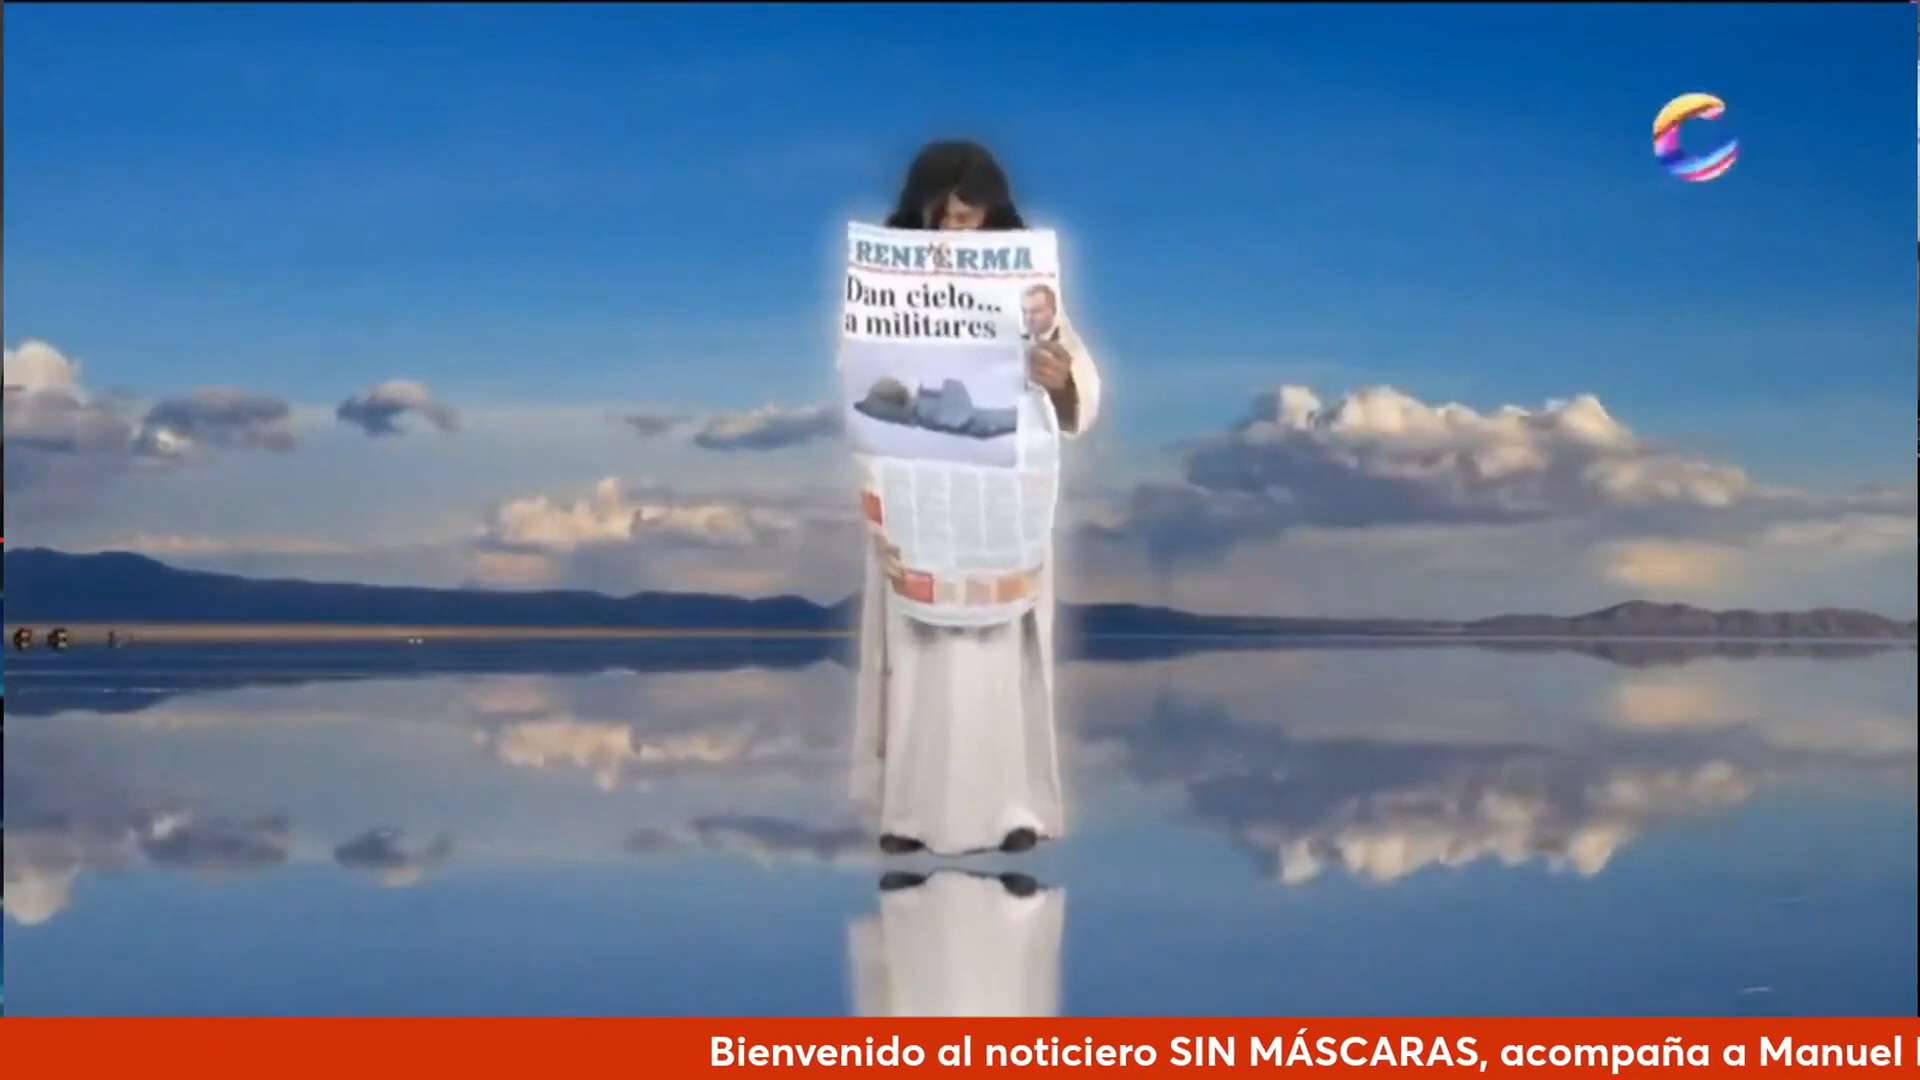 RENFERMA
Dan cielo...
a militares
Bienvenido al noticiero SIN MÁSCARAS, acompaña a Manuel